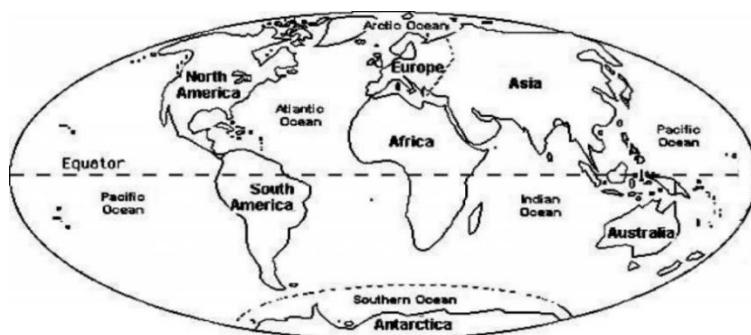 Arctic Ocean
North
America
Europe
Asia
Atlantic
Ocean
Africa
Pacific
Ocean
Equator
Pacific
Ocean
South
America
Indian
Ocean
Australia
Southern Ocean
Antarctica